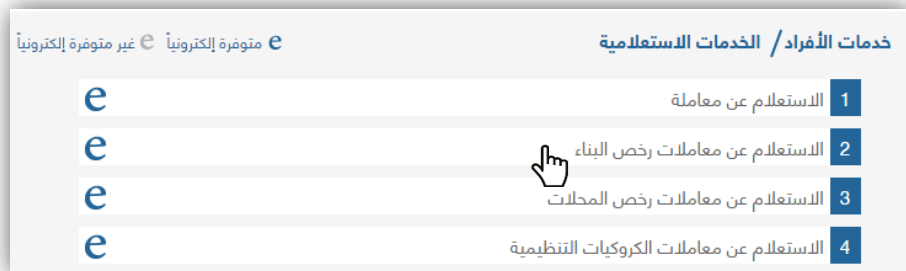 خدمات الأفراد/ الخدمات الاستعلامية e متوفرة إلكترونياً e غير متوفرة إلكترونياً
1 الاستعلام عن معاملة e
2 الاستعلام عن معاملات رخص البناء e
3 الاستعلام عن معاملات رخص المحلات e
4 الاستعلام عن معاملات الكروكيات التنظيمية e